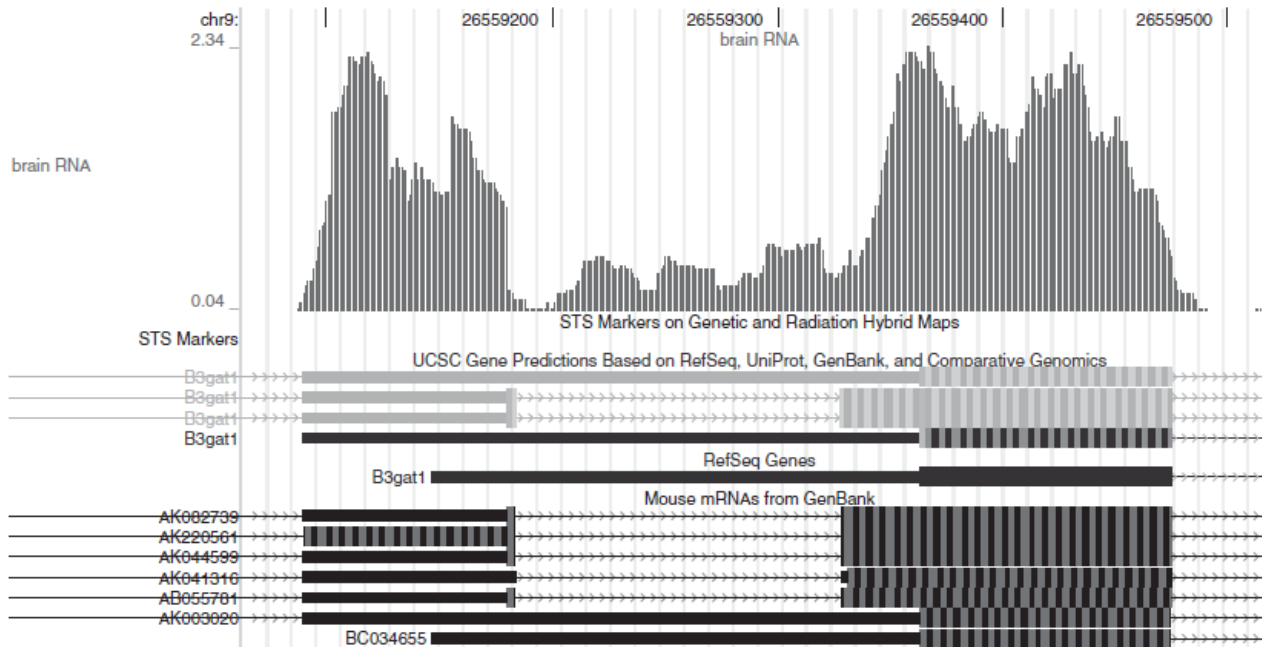 chr9: 26559200 26559300 26559400 26559500
2.34 brain RNA
brain RNA
0.04
STS Markers on Genetic and Radiation Hybrid Maps
STS Markers
UCSC Gene Predictions Based on RefSeq, UniProt, GenBank, and Comparative Genomics
B3gat1
B3gat1
B3gat1
B3gat1
RefSeq Genes
B3gat1
Mouse mRNAs from GenBank
AK082739
AK220561
AK044599
AK041316
AB055781
AK003020
BC034655